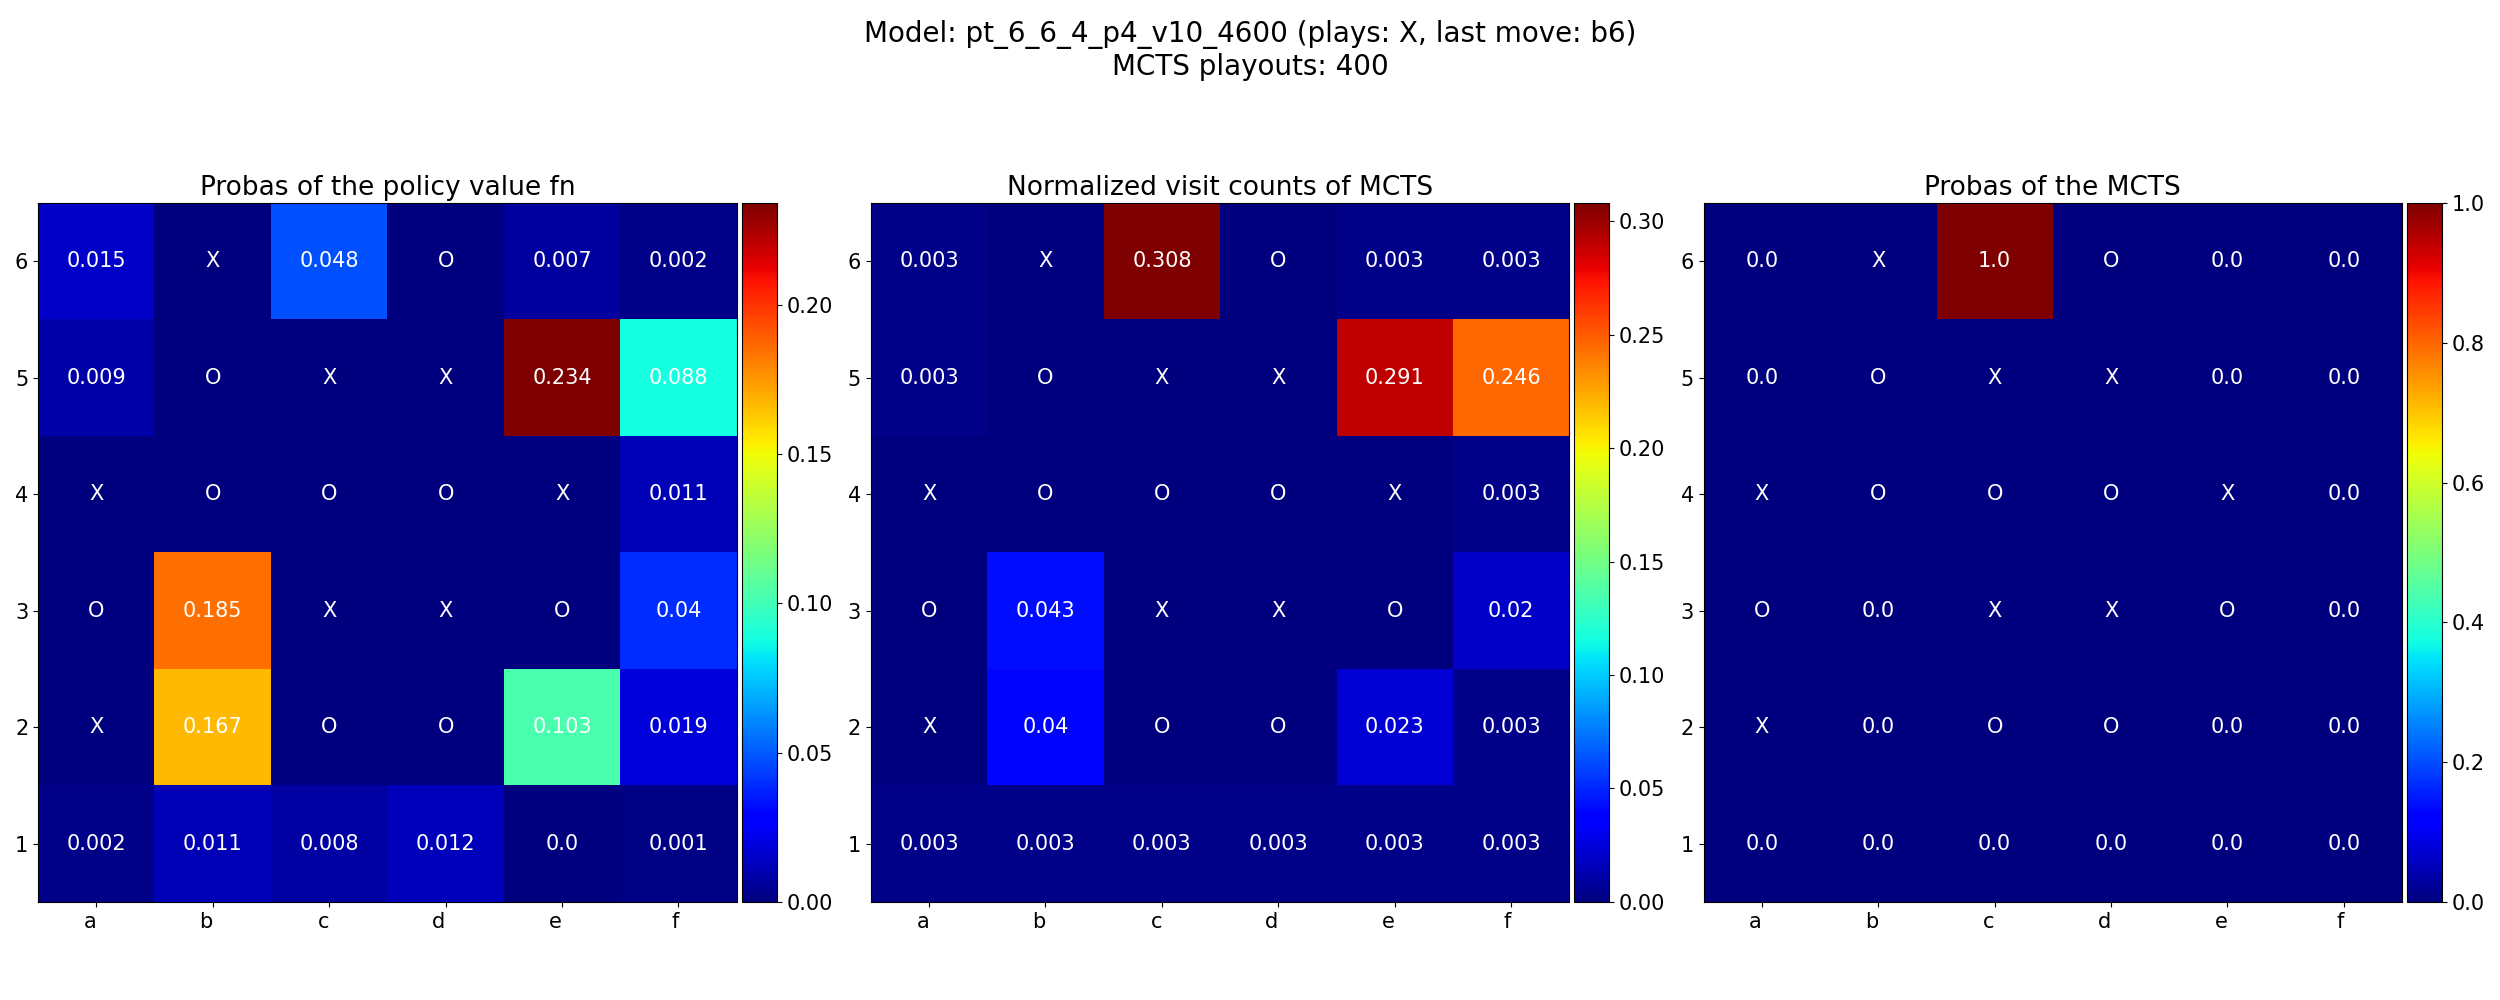 Model: pt_6_6_4_p4_v10_4600 (plays: X, last move: b6)
MCTS playouts: 400
Probas of the policy value fn
6 0.015 X 0.048 O 0.007 0.002
5 0.009 O X X 0.234 0.088
4 X O O O X 0.011
3 O 0.185 X X O 0.04
2 X 0.167 O O 0.103 0.019
1 0.002 0.011 0.008 0.012 0.0 0.001
a b c d e f
0.20
0.15
0.10
0.05
0.00
Normalized visit counts of MCTS
6 0.003 X 0.308 O 0.003 0.003
5 0.003 O X X 0.291 0.246
4 X O O O X 0.003
3 O 0.043 X X O 0.02
2 X 0.04 O O 0.023 0.003
1 0.003 0.003 0.003 0.003 0.003 0.003
a b c d e f
0.30
0.25
0.20
0.15
0.10
0.05
0.00
Probas of the MCTS
6 0.0 X 1.0 O 0.0 0.0
5 0.0 O X X 0.0 0.0
4 X O O O X 0.0
3 O 0.0 X X O 0.0
2 X 0.0 O O 0.0 0.0
1 0.0 0.0 0.0 0.0 0.0 0.0
a b c d e f
1.0
0.8
0.6
0.4
0.2
0.0